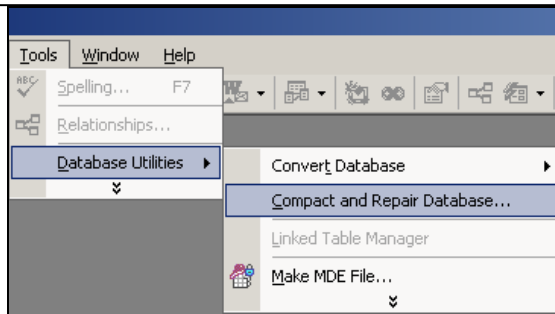 Tools Window Help
ABC
Spelling... F7
Relationships...
Database Utilities
Convert Database
Compact and Repair Database...
Linked Table Manager
Make MDE File...